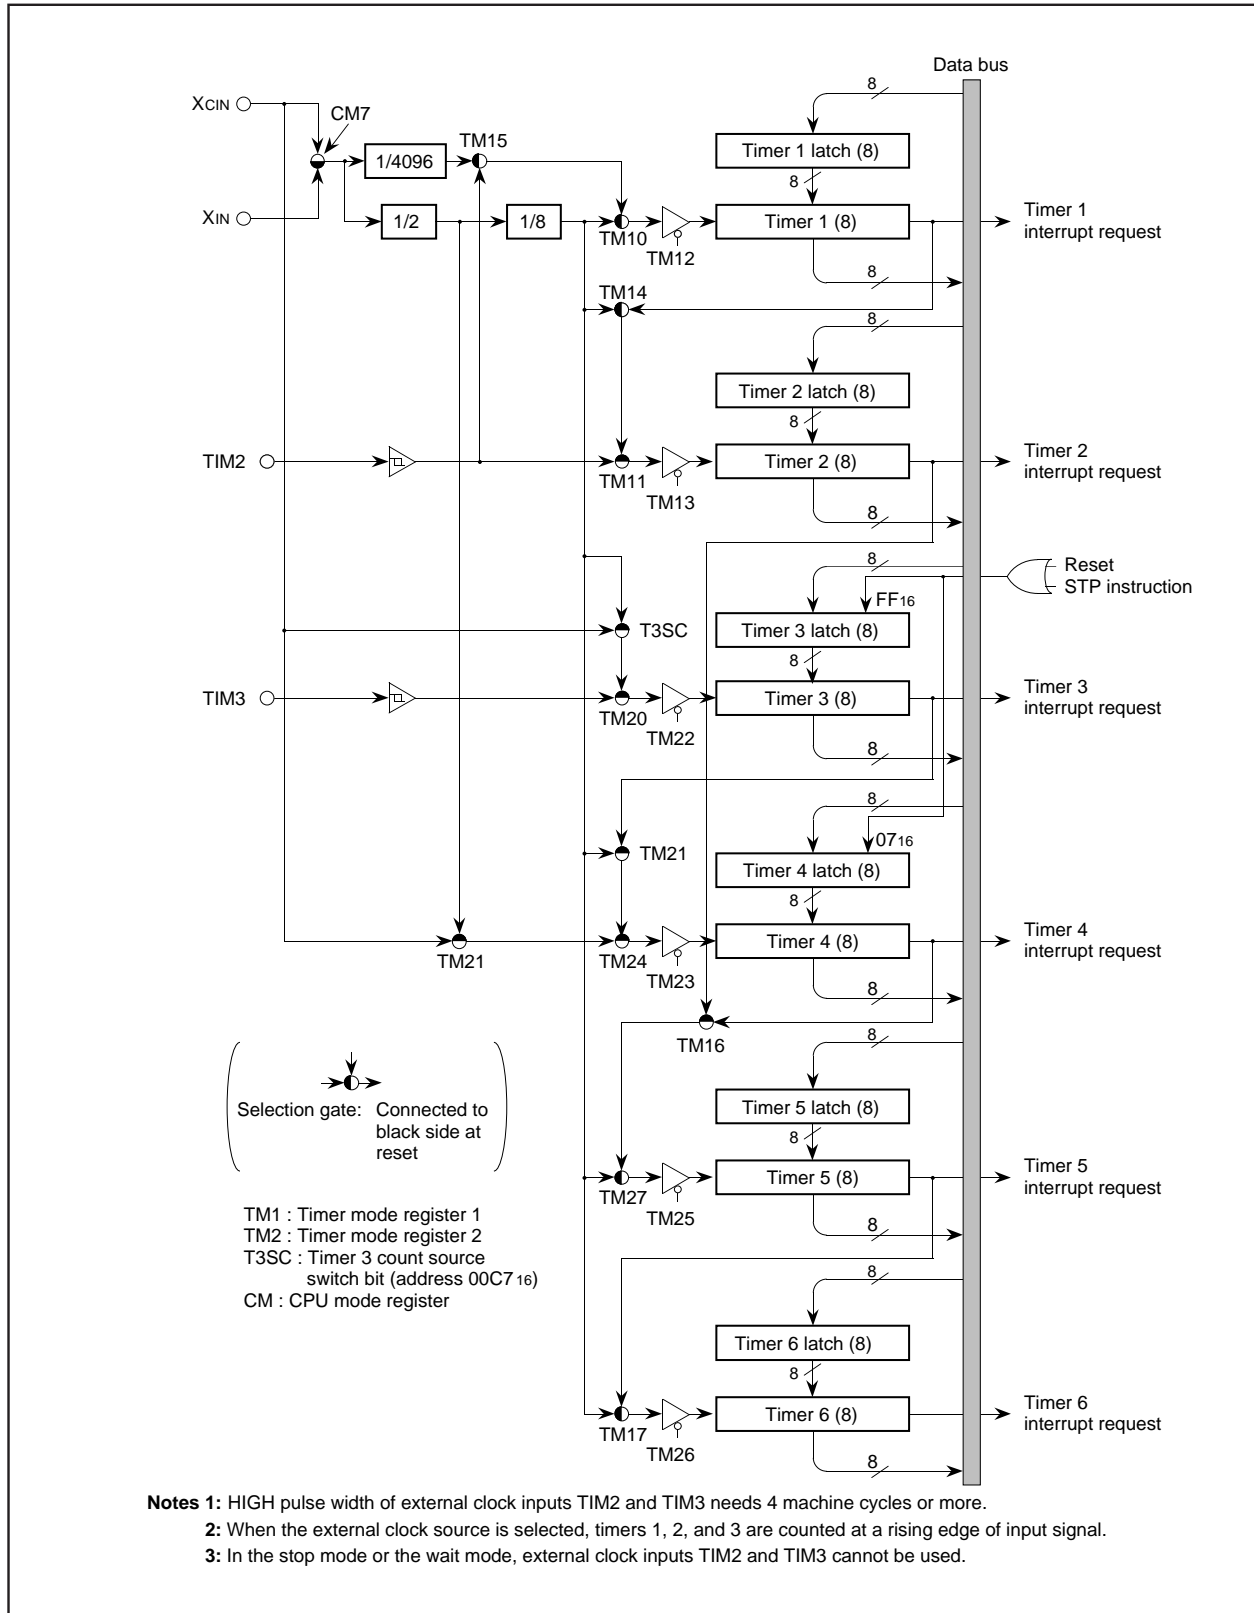 Data bus
XCIN
CM7
8
TM15
1/4096
Timer 1 latch (8)
8
XIN
1/2
1/8
Timer 1 (8)
Timer 1
interrupt request
TM10
TM12
8
TM14
8
Timer 2 latch (8)
8
TIM2
Timer 2 (8)
Timer 2
interrupt request
TM11
TM13
8
8
Reset
STP instruction
FF16
T3SC
Timer 3 latch (8)
8
TIM3
Timer 3 (8)
Timer 3
interrupt request
TM20
TM22
8
8
0716
TM21
Timer 4 latch (8)
8
Timer 4 (8)
Timer 4
interrupt request
TM21
TM24
TM23
8
TM16
8
Selection gate: Connected to
black side at
reset
Timer 5 latch (8)
8
Timer 5 (8)
Timer 5
interrupt request
TM27
TM25
8
TM1 : Timer mode register 1
TM2 : Timer mode register 2
T3SC : Timer 3 count source
switch bit (address 00C716)
CM : CPU mode register
8
Timer 6 latch (8)
8
Timer 6 (8)
Timer 6
interrupt request
TM17
TM26
8
Notes 1: HIGH pulse width of external clock inputs TIM2 and TIM3 needs 4 machine cycles or more.
2: When the external clock source is selected, timers 1, 2, and 3 are counted at a rising edge of input signal.
3: In the stop mode or the wait mode, external clock inputs TIM2 and TIM3 cannot be used.